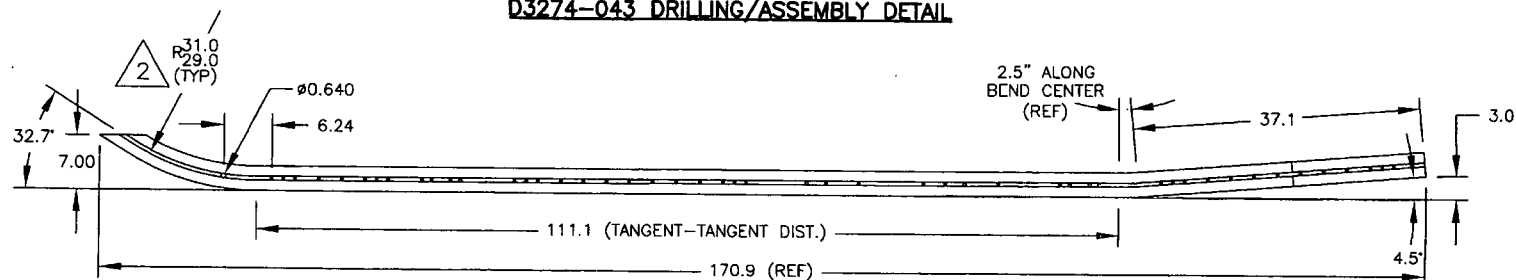 D3274-043 DRILLING/ASSEMBLY DETAIL
2
R31.0
29.0
(TYP)
Ø0.640
6.24
32.7°
7.00
2.5" ALONG
BEND CENTER
(REF)
37.1
3.0
111.1 (TANGENT-TANGENT DIST.)
4.5°
170.9 (REF)